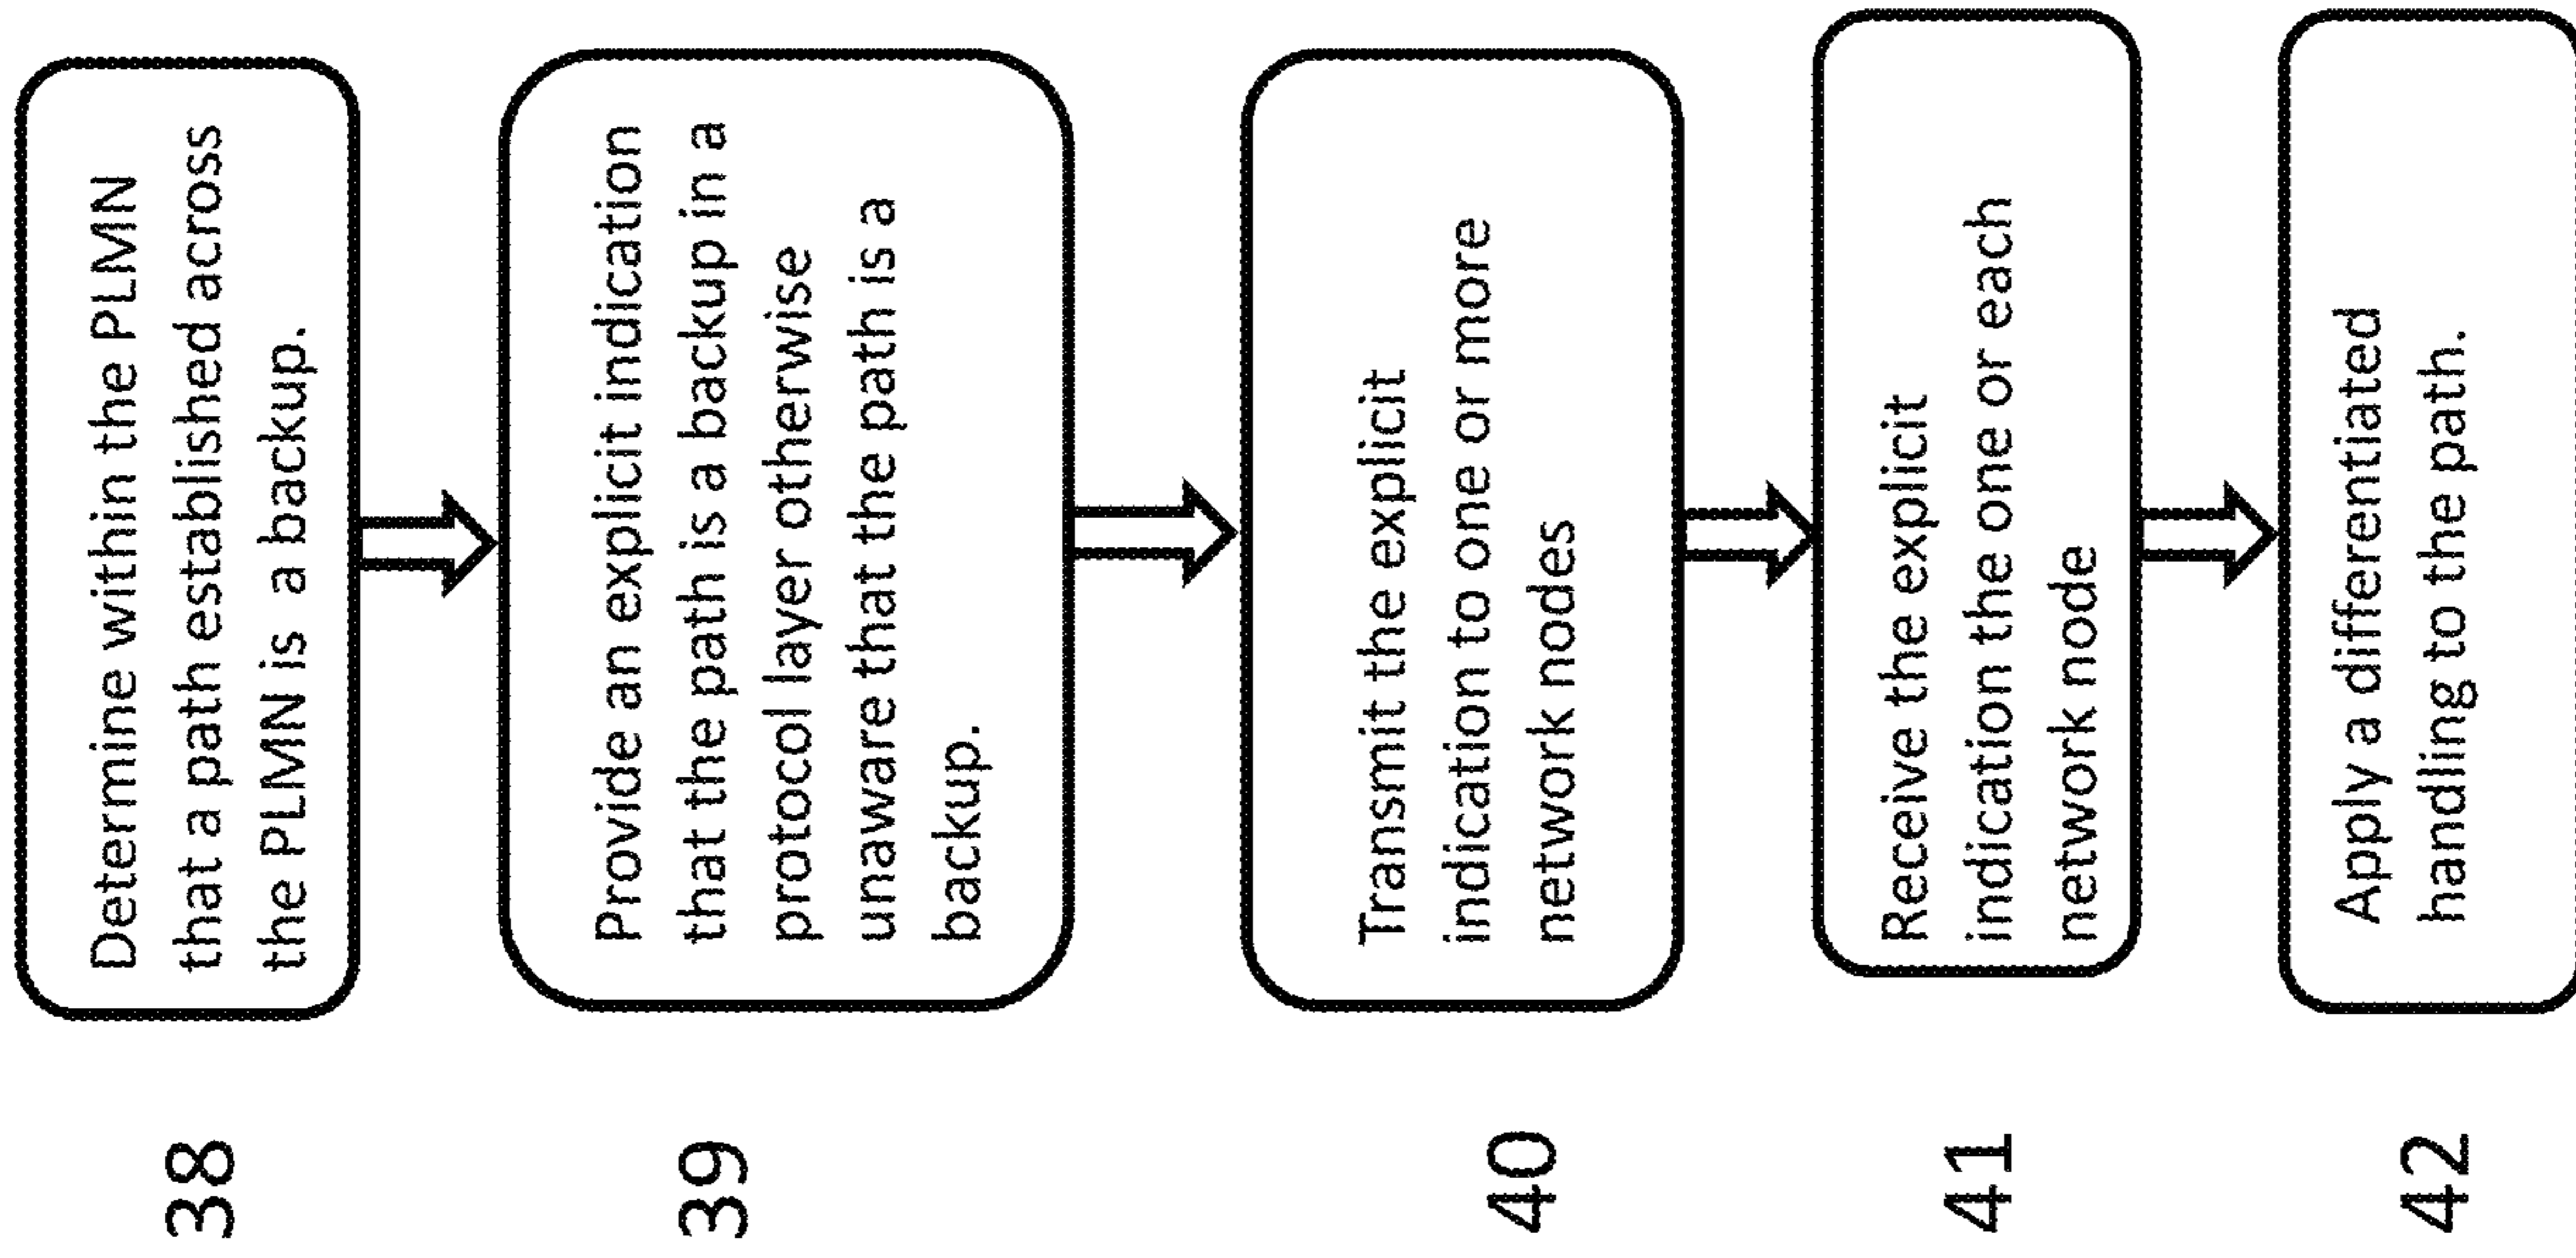 38
Determine within the PLMN
that a path established across
the PLMN is a backup.
39
Provide an explicit indication
that the path is a backup in a
protocol layer otherwise
unaware that the path is a
backup.
40
Transmit the explicit
indication to one or more
network nodes
41
Receive the explicit
indication the one or each
network node
42
Apply a differentiated
handling to the path.